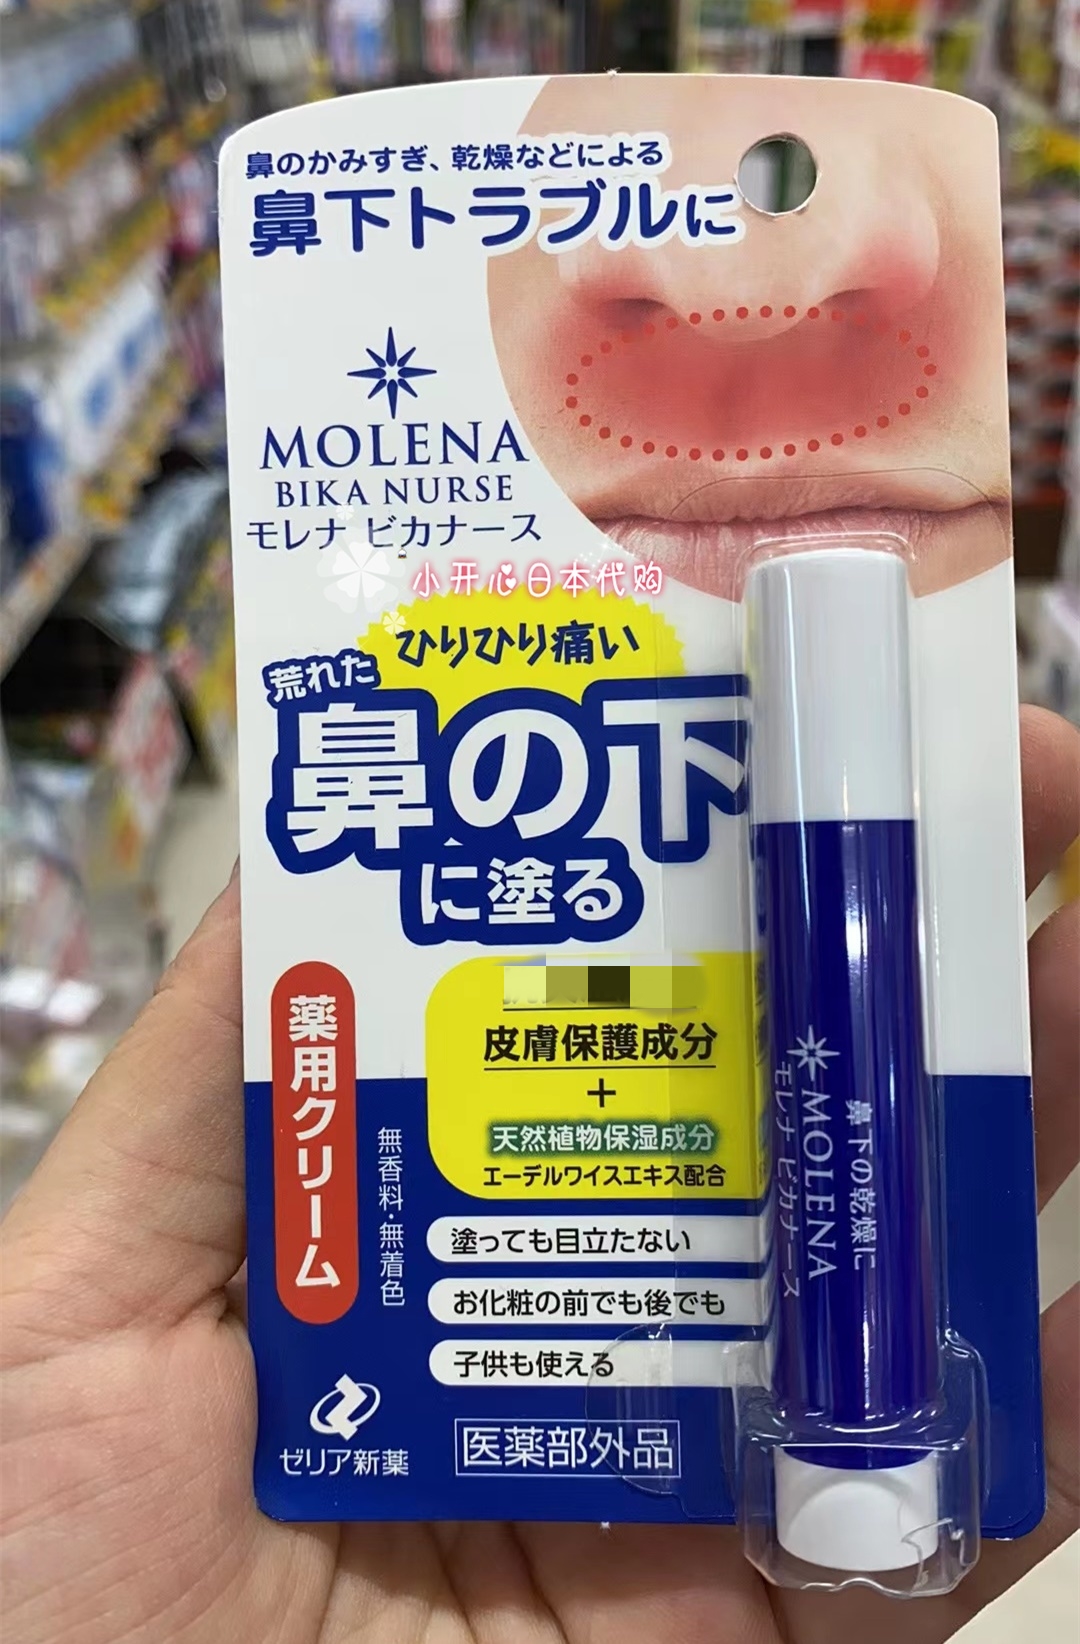 鼻のかみすぎ、乾燥などによる
鼻下トラブルに
MOLENA
BIKA NURSE
モレナ ビカナース
小开心日本代购
ひりひり痛い
荒れた
鼻の下
に塗る
薬用クリーム
無香料・無着色
皮膚保護成分
+
天然植物保湿成分
エーデルワイスエキス配合
塗っても目立たない
お化粧の前でも後でも
子供も使える
ゼリア新薬
医薬部外品
鼻下の乾燥に
MOLENA
モレナ ビカナース